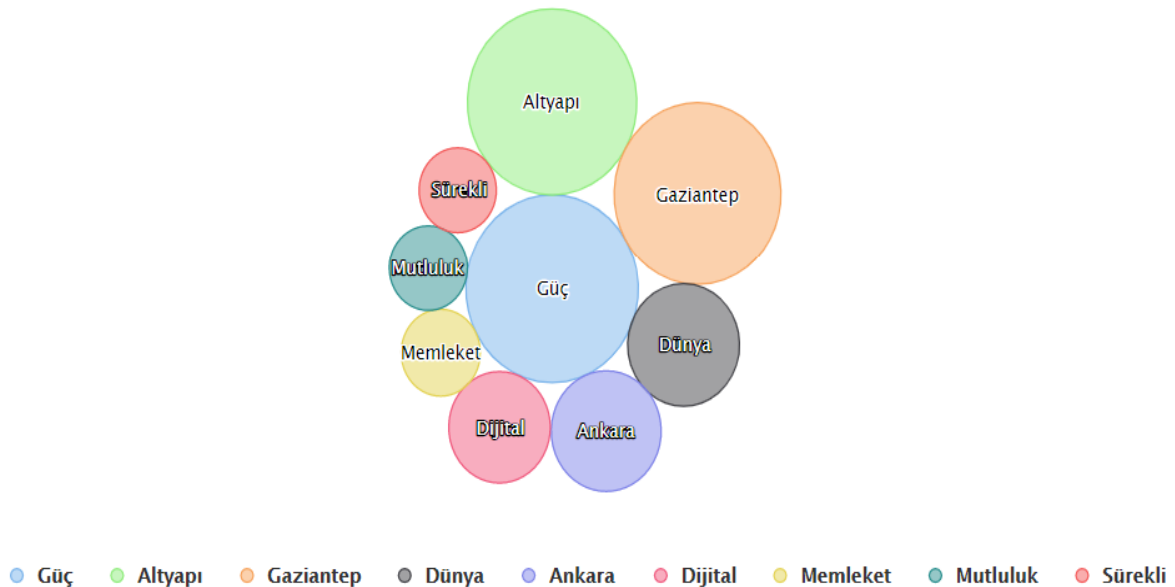 Altyapı
Gaziantep
Sürekli
Mutluluk
Güç
Dünya
Memleket
Dijital
Ankara
Güç Altyapı Gaziantep Dünya Ankara Dijital Memleket Mutluluk Sürekli